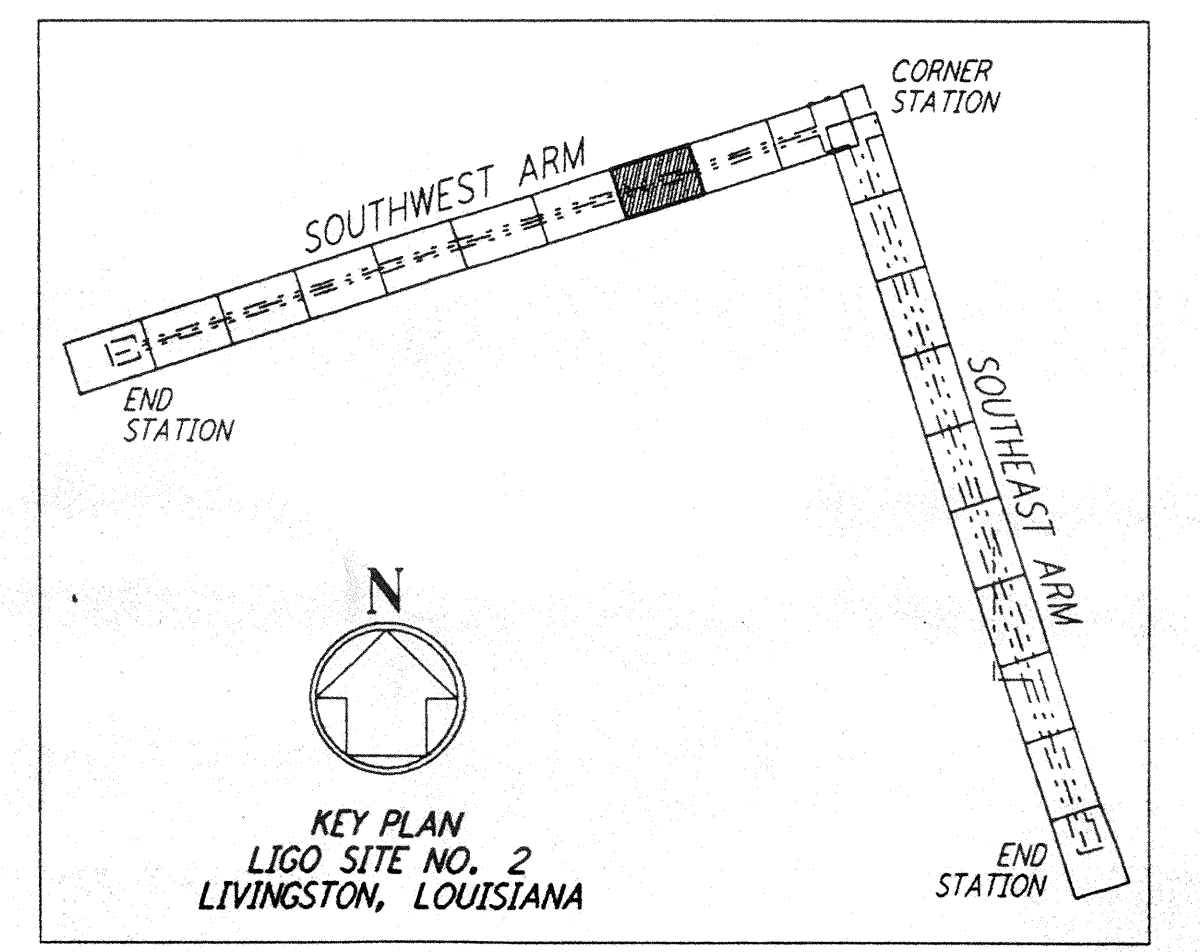 CORNER
STATION
SOUTHWEST ARM
END
STATION
SOUTHEAST ARM
N
KEY PLAN
LIGO SITE NO. 2
LIVINGSTON, LOUISIANA
END
STATION